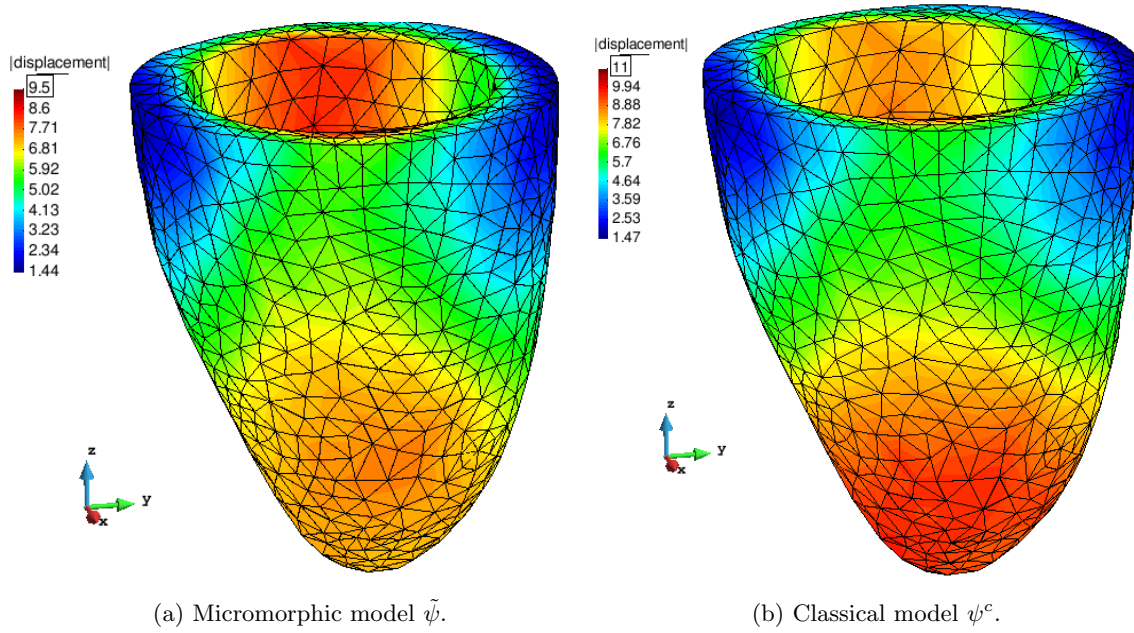 |displacement|
9.5
8.6
7.71
6.81
5.92
5.02
4.13
3.23
2.34
1.44
z
y
x
(a) Micromorphic model ψ̃.
|displacement|
11
9.94
8.88
7.82
6.76
5.7
4.64
3.59
2.53
1.47
z
y
x
(b) Classical model ψᶜ.